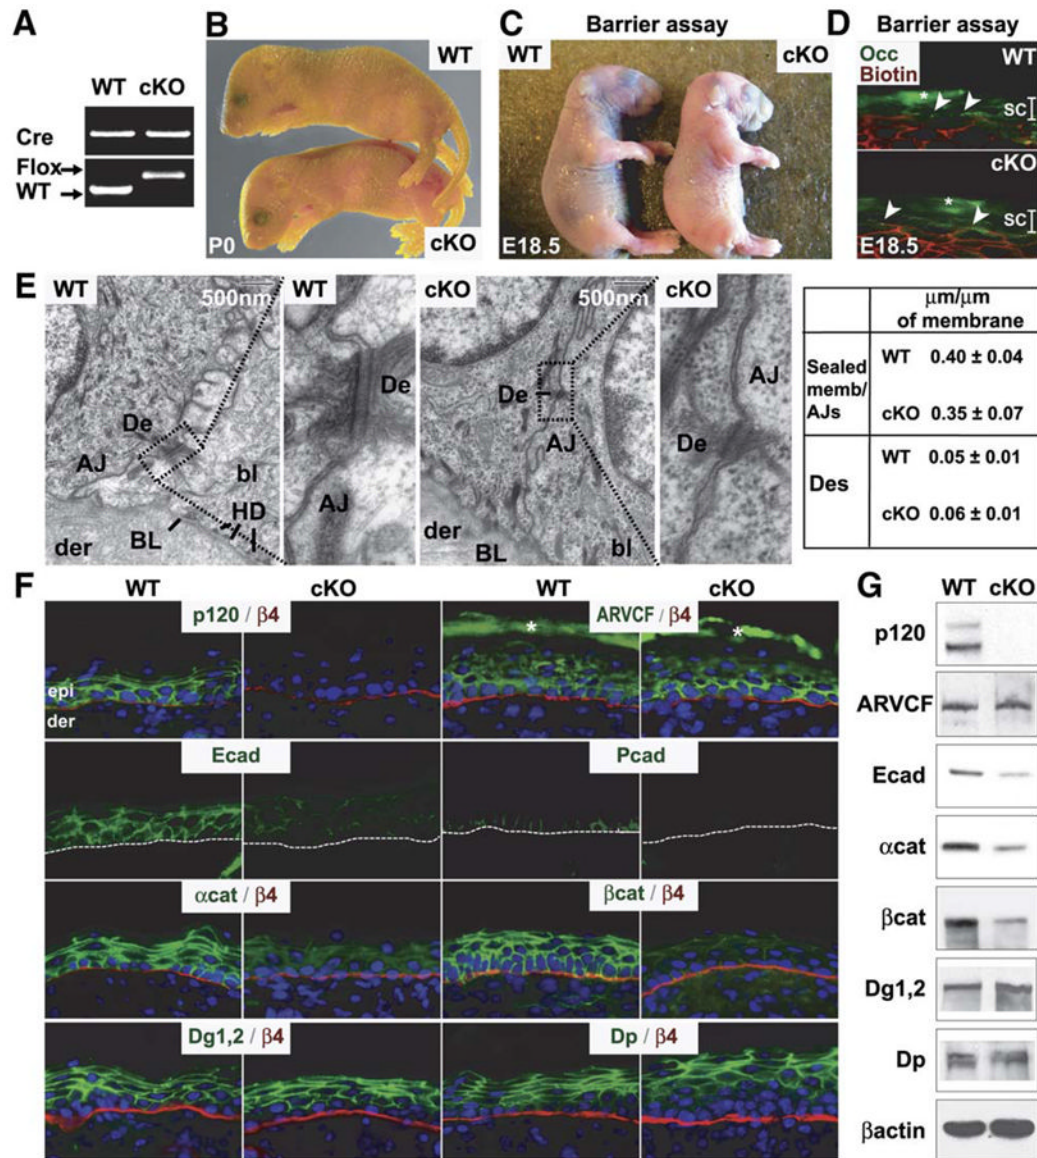 A
WT cKO
Cre
Flox
WT
B
WT
P0
cKO
C
Barrier assay
WT
cKO
E18.5
D
Barrier assay
Occ
Biotin
WT
*
SC
cKO
*
SC
E18.5
E
WT
500nm
De
AJ
bl
HD
BL
der
WT
De
AJ
cKO
500nm
De
AJ
BL
bl
cKO
AJ
De
μm/μm
of membrane
Sealed
memb/
AJs
WT 0.40 ± 0.04
cKO 0.35 ± 0.07
Des
WT 0.05 ± 0.01
cKO 0.06 ± 0.01
F
WT cKO WT cKO
p120 / β4
ARVCF / β4
* *
epi
der
Ecad
Pcad
αcat / β4
βcat / β4
Dg1,2 / β4
Dp / β4
G
WT cKO
p120
ARVCF
Ecad
αcat
βcat
Dg1,2
Dp
βactin